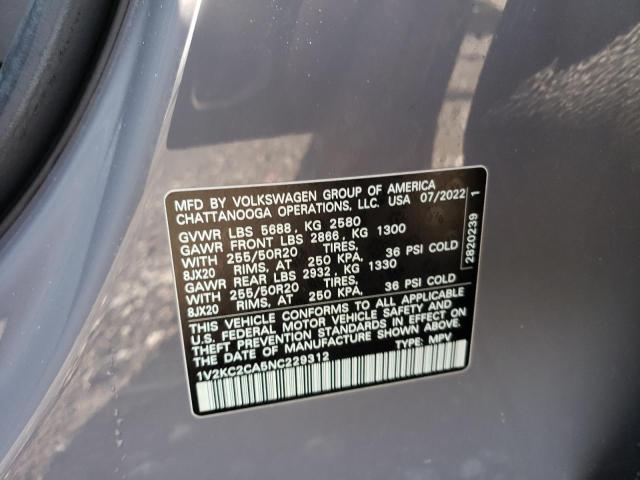 MFD BY VOLKSWAGEN GROUP OF AMERICA
CHATTANOOGA OPERATIONS, LLC. USA 07/2022
GVWR LBS 5688, KG 2580
GAWR FRONT LBS 2866, KG 1300
WITH 255/50R20 TIRES,
8JX20 RIMS, AT 250 KPA, 36 PSI COLD
GAWR REAR LBS 2932, KG 1330
WITH 255/50R20 TIRES,
8JX20 RIMS, AT 250 KPA, 36 PSI COLD
THIS VEHICLE CONFORMS TO ALL APPLICABLE
U.S. FEDERAL MOTOR VEHICLE SAFETY AND
THEFT PREVENTION STANDARDS IN EFFECT ON
THE DATE OF MANUFACTURE SHOWN ABOVE.
1V2KC2CA5NC229312 TYPE: MPV
2820239 1